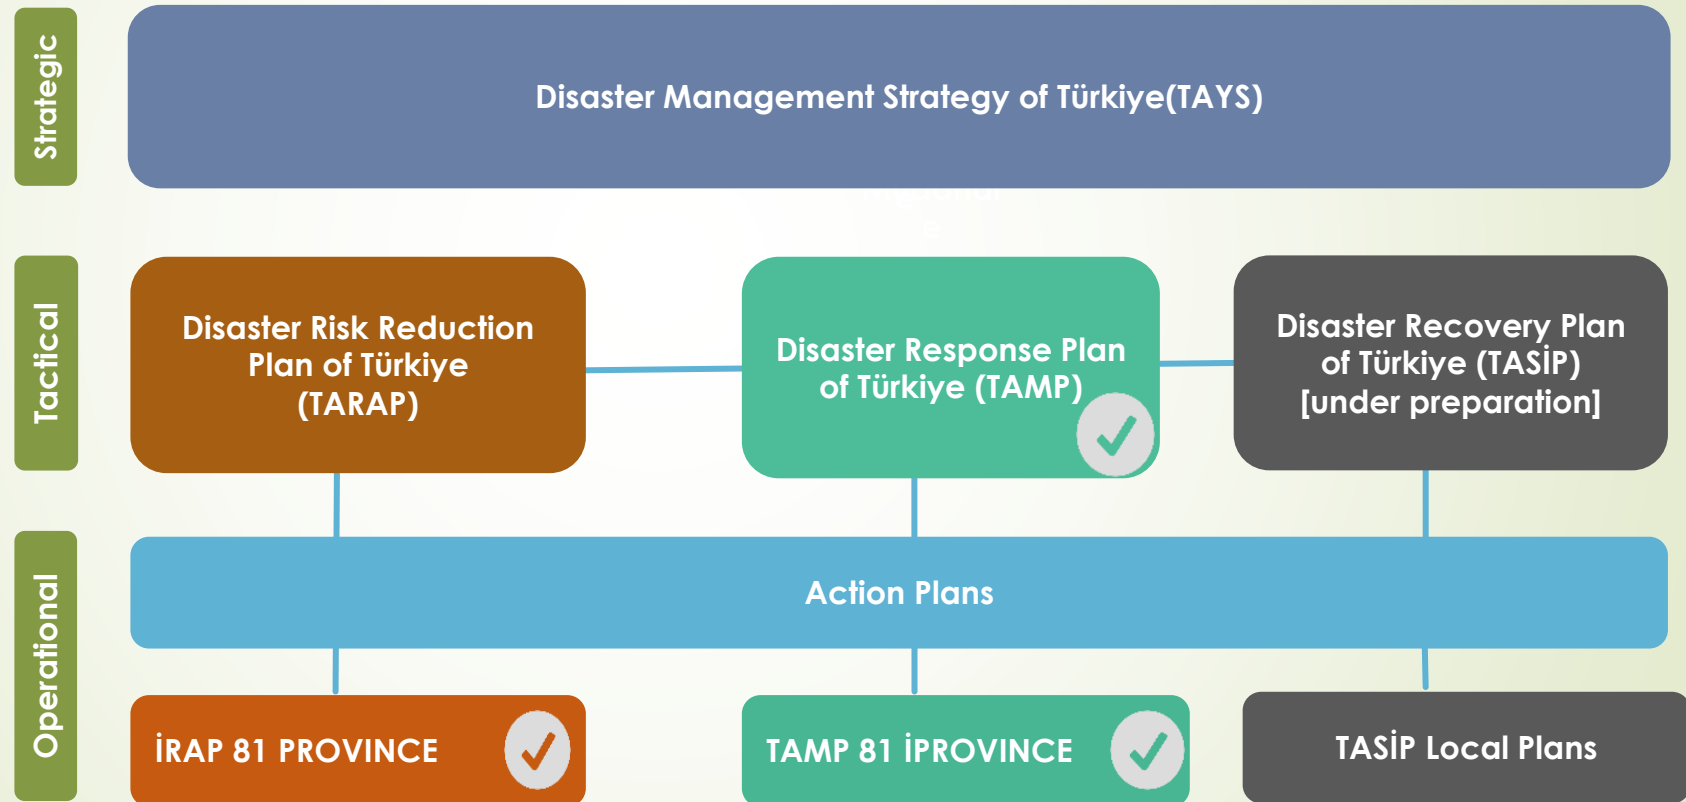 Strategic
Disaster Management Strategy of Türkiye(TAYS)
Tactical
Disaster Risk Reduction
Plan of Türkiye
(TARAP)
Disaster Response Plan
of Türkiye (TAMP)
Disaster Recovery Plan
of Türkiye (TASİP)
[under preparation]
Operational
Action Plans
İRAP 81 PROVINCE
TAMP 81 İPROVINCE
TASİP Local Plans